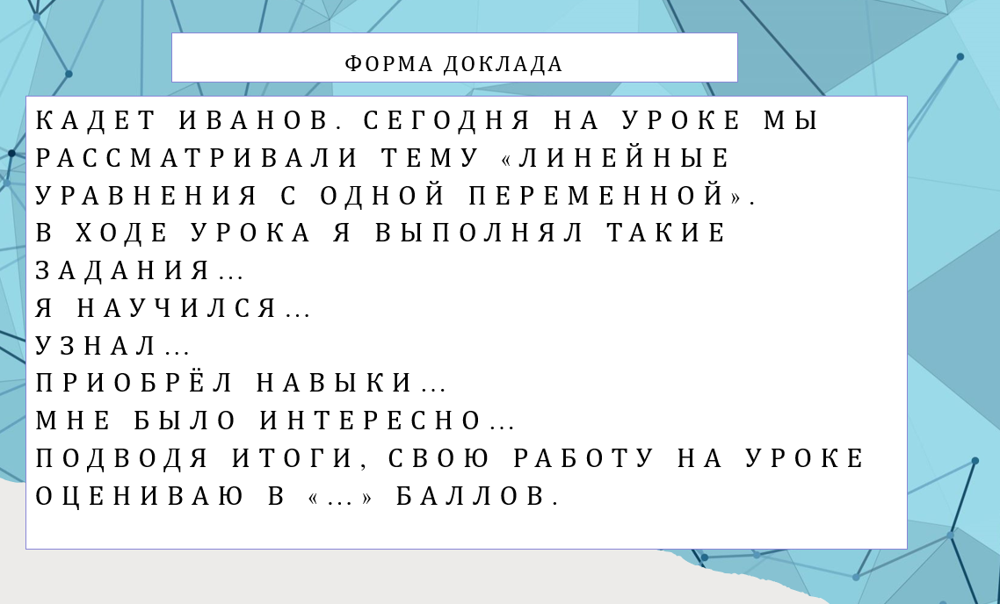 ФОРМА ДОКЛАДА
КАДЕТ ИВАНОВ. СЕГОДНЯ НА УРОКЕ МЫ
РАССМАТРИВАЛИ ТЕМУ «ЛИНЕЙНЫЕ
УРАВНЕНИЯ С ОДНОЙ ПЕРЕМЕННОЙ».
В ХОДЕ УРОКА Я ВЫПОЛНЯЛ ТАКИЕ
ЗАДАНИЯ...
Я НАУЧИЛСЯ...
УЗНАЛ...
ПРИОБРЁЛ НАВЫКИ...
МНЕ БЫЛО ИНТЕРЕСНО...
ПОДВОДЯ ИТОГИ, СВОЮ РАБОТУ НА УРОКЕ
ОЦЕНИВАЮ В «...» БАЛЛОВ.